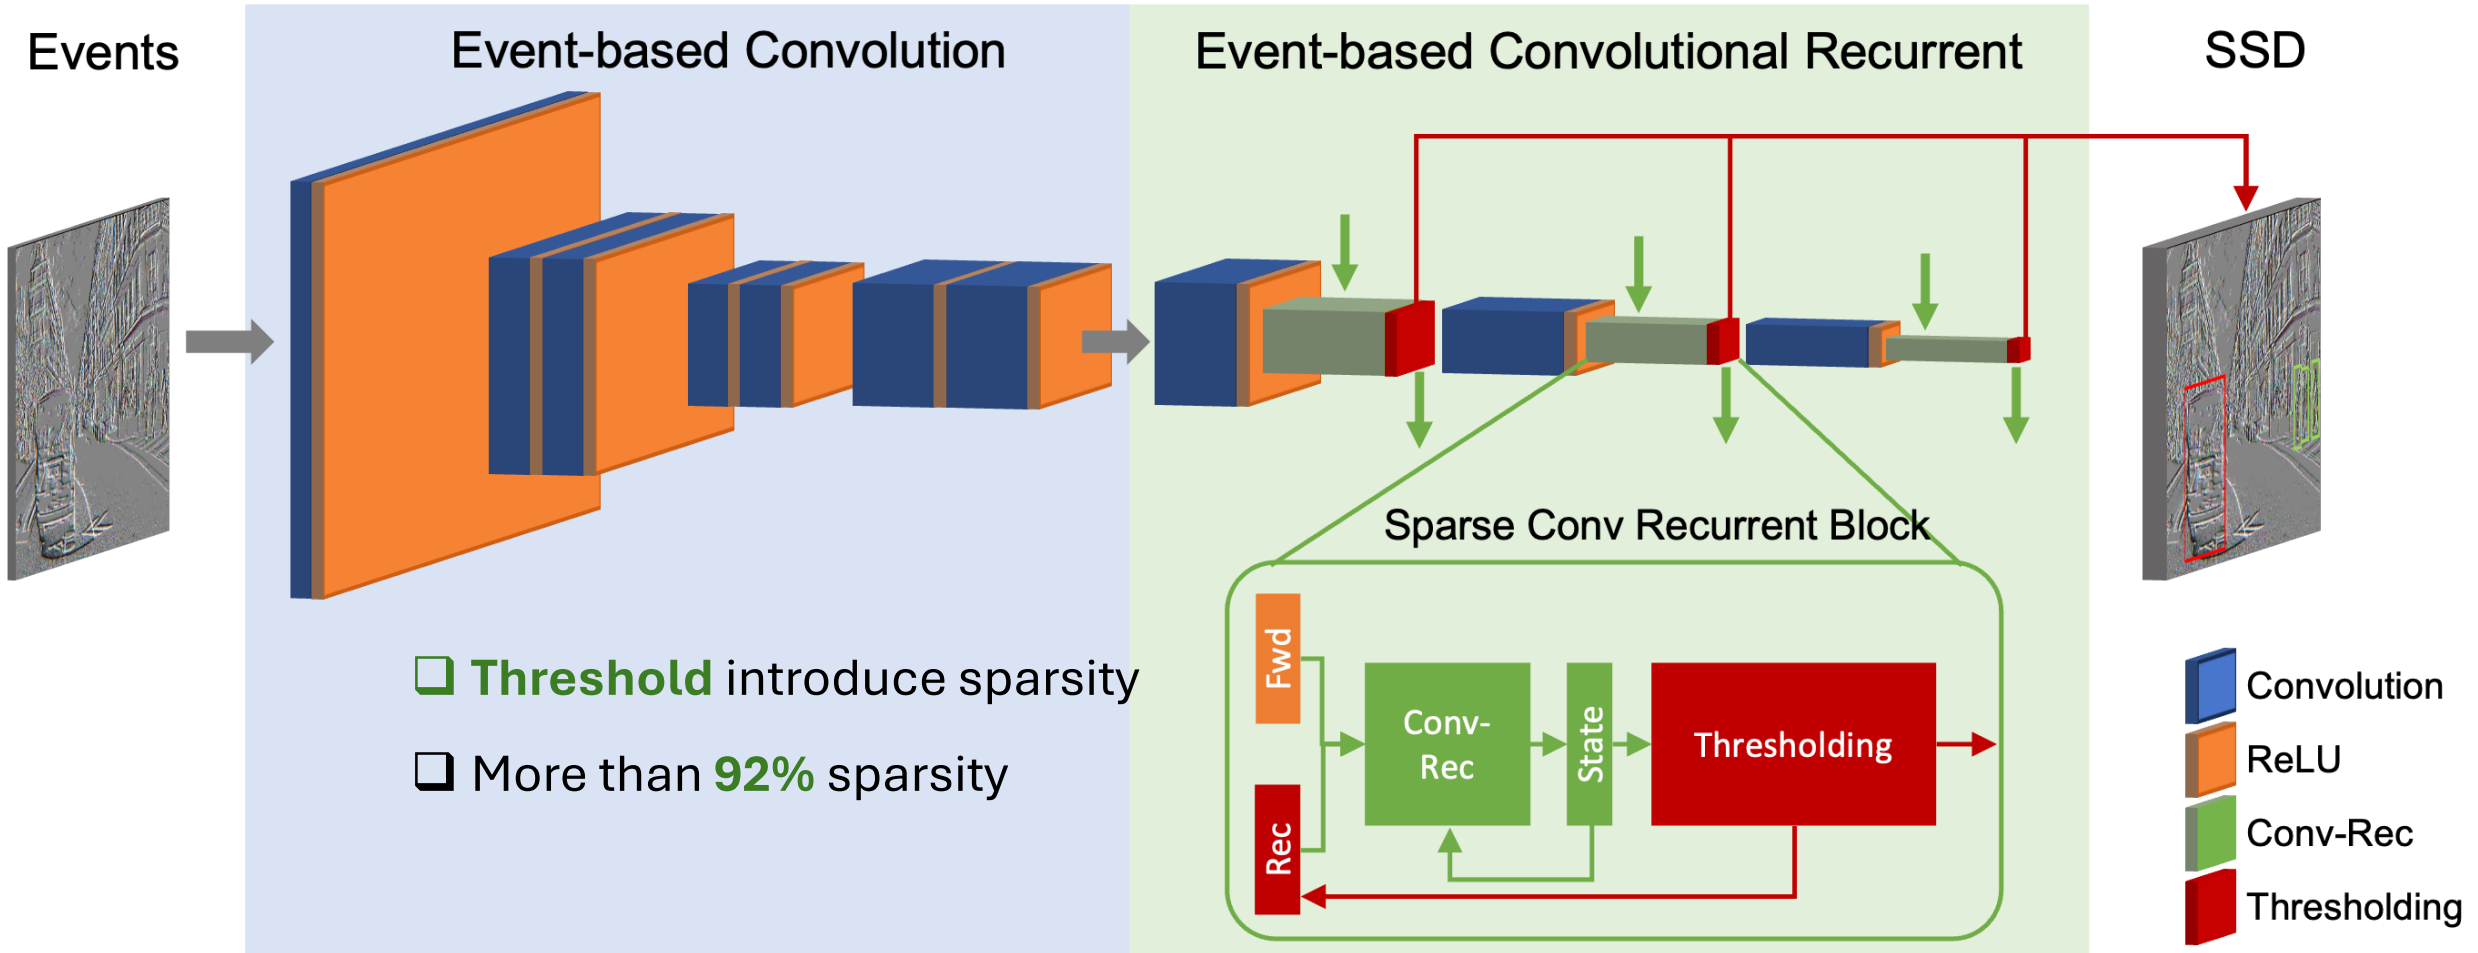 Events
Event-based Convolution
Event-based Convolutional Recurrent
SSD
Threshold introduce sparsity
More than 92% sparsity
Sparse Conv Recurrent Block
Fwd
Rec
Conv-
Rec
State
Thresholding
Convolution
ReLU
Conv-Rec
Thresholding